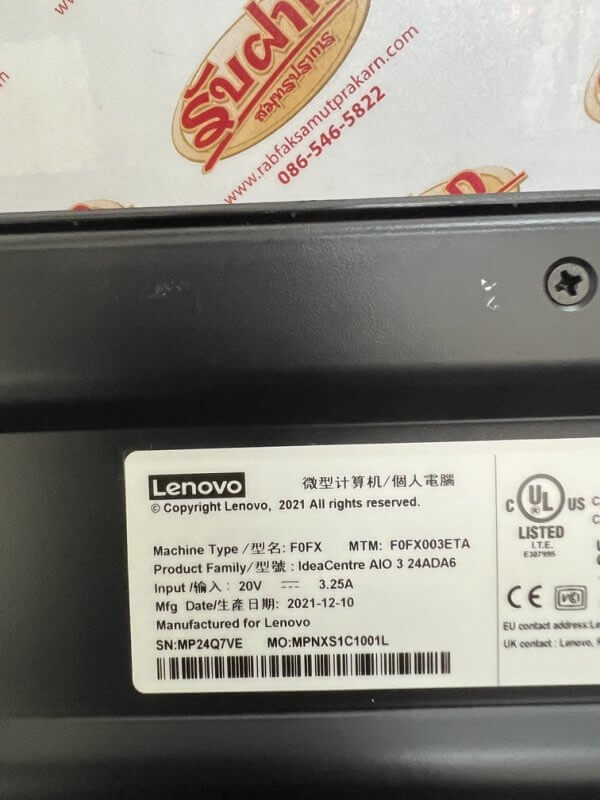 รับฝาก
สมุทรปราการ
www.rabfaksamutprakarn.com
086-546-5822
Lenovo
微型计算机/個人電腦
© Copyright Lenovo, 2021 All rights reserved.
Machine Type /型名: F0FX MTM: F0FX003ETA
Product Family/型號: IdeaCentre AIO 3 24ADA6
Input/输入: 20V ⎓ 3.25A
Mfg Date/生產日期: 2021-12-10
Manufactured for Lenovo
SN:MP24Q7VE MO:MPNXS1C1001L
C UL US
LISTED
I.T.E.
E307995
CE
EU contact address:Le
UK contact : Lenovo,